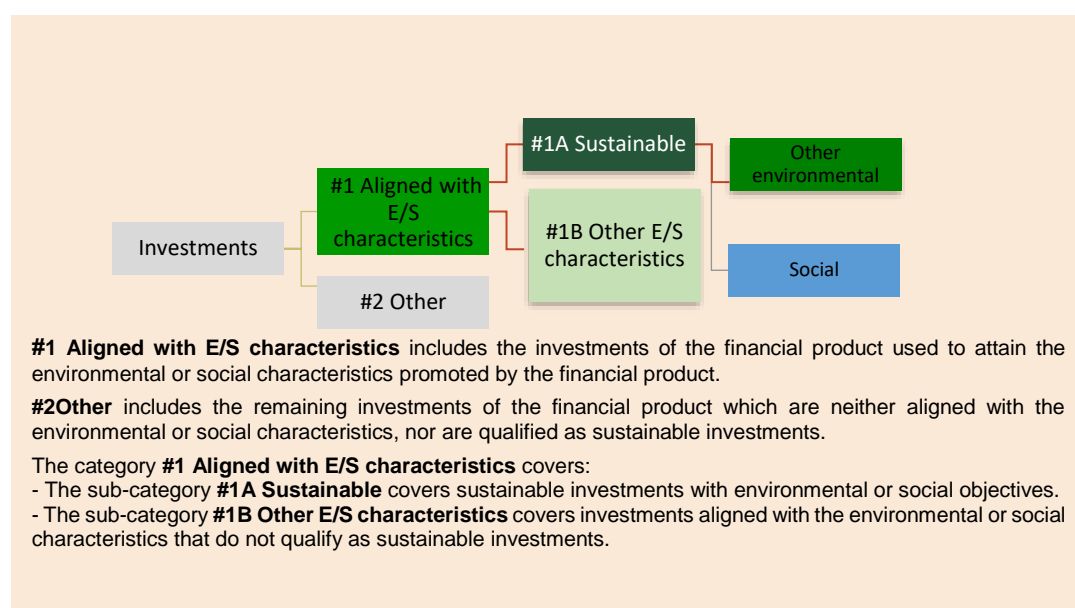 #1A Sustainable
Other
environmental
#1 Aligned with
E/S
characteristics
#1B Other E/S
characteristics
Investments
Social
#2 Other
#1 Aligned with E/S characteristics includes the investments of the financial product used to attain the
environmental or social characteristics promoted by the financial product.
#2Other includes the remaining investments of the financial product which are neither aligned with the
environmental or social characteristics, nor are qualified as sustainable investments.
The category #1 Aligned with E/S characteristics covers:
- The sub-category #1A Sustainable covers sustainable investments with environmental or social objectives.
- The sub-category #1B Other E/S characteristics covers investments aligned with the environmental or social
characteristics that do not qualify as sustainable investments.